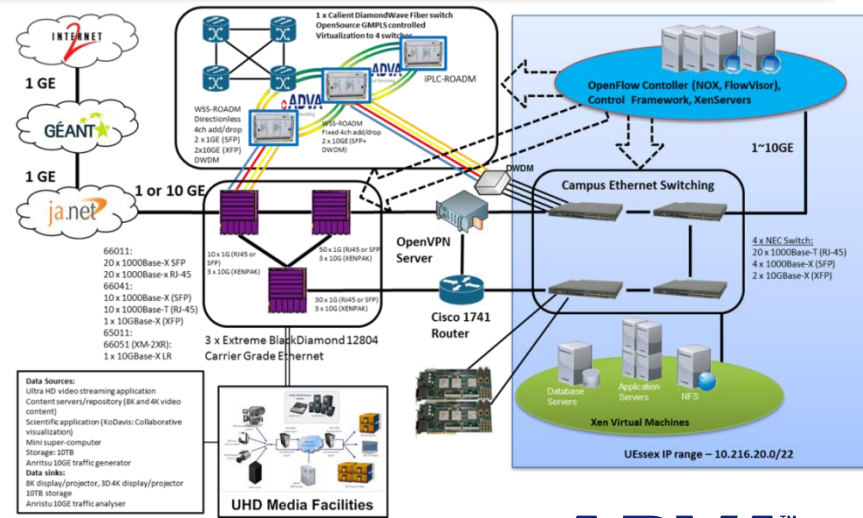 INTERNET
2
1 GE
GÉANT
1 GE
ja.net
1 or 10 GE
1 x Calient DiamondWave Fiber switch
OpenSource GMPLS controlled
Virtualization to 4 switches
ADVA
IPLC-ROADM
ADVA
WSS-ROADM
Directionless
4ch add/drop
2 x 1GE (SFP)
2x10GE (XFP)
DWDM
WSS-ROADM
Fixed 4ch add/drop
2 x 10GE (SFP+
DWDM)
OpenFlow Contoller (NOX, FlowVisor),
Control Framework, XenServers
1~10GE
DWDM
Campus Ethernet Switching
4 x NEC Switch:
20 x 1000Base-T (RJ-45)
4 x 1000Base-X (SFP)
2 x 10GBase-X (XFP)
OpenVPN
Server
Cisco 1741
Router
10 x 1G (RJ45 or
SFP)
3 x 10G (XENPAK)
50 x 1G (RJ45 or SFP)
3 x 10G (XENPAK)
30 x 1G (RJ45 or SFP)
3 x 10G (XENPAK)
66011:
20 x 1000Base-X SFP
20 x 1000Base-x RJ-45
66041:
10 x 1000Base-X (SFP)
10 x 1000Base-T (RJ-45)
1 x 10GBase-X (XFP)
65011:
66051 (XM-2XR):
1 x 10GBase-X LR
3 x Extreme BlackDiamond 12804
Carrier Grade Ethernet
Database
Servers
Application
Servers
NFS
Xen Virtual Machines
UEssex IP range – 10.216.20.0/22
Data Sources:
Ultra HD video streaming application
Content servers/repository (8K and 4K video
content)
Scientific application (KoDavis: Collaborative
visualization)
Mini super-computer
Storage: 10TB
Anritsu 10GE traffic generator
Data sinks:
8K display/projector, 3D 4K display/projector
10TB storage
Anristu 10GE traffic analyser
UHD Media Facilities
TM